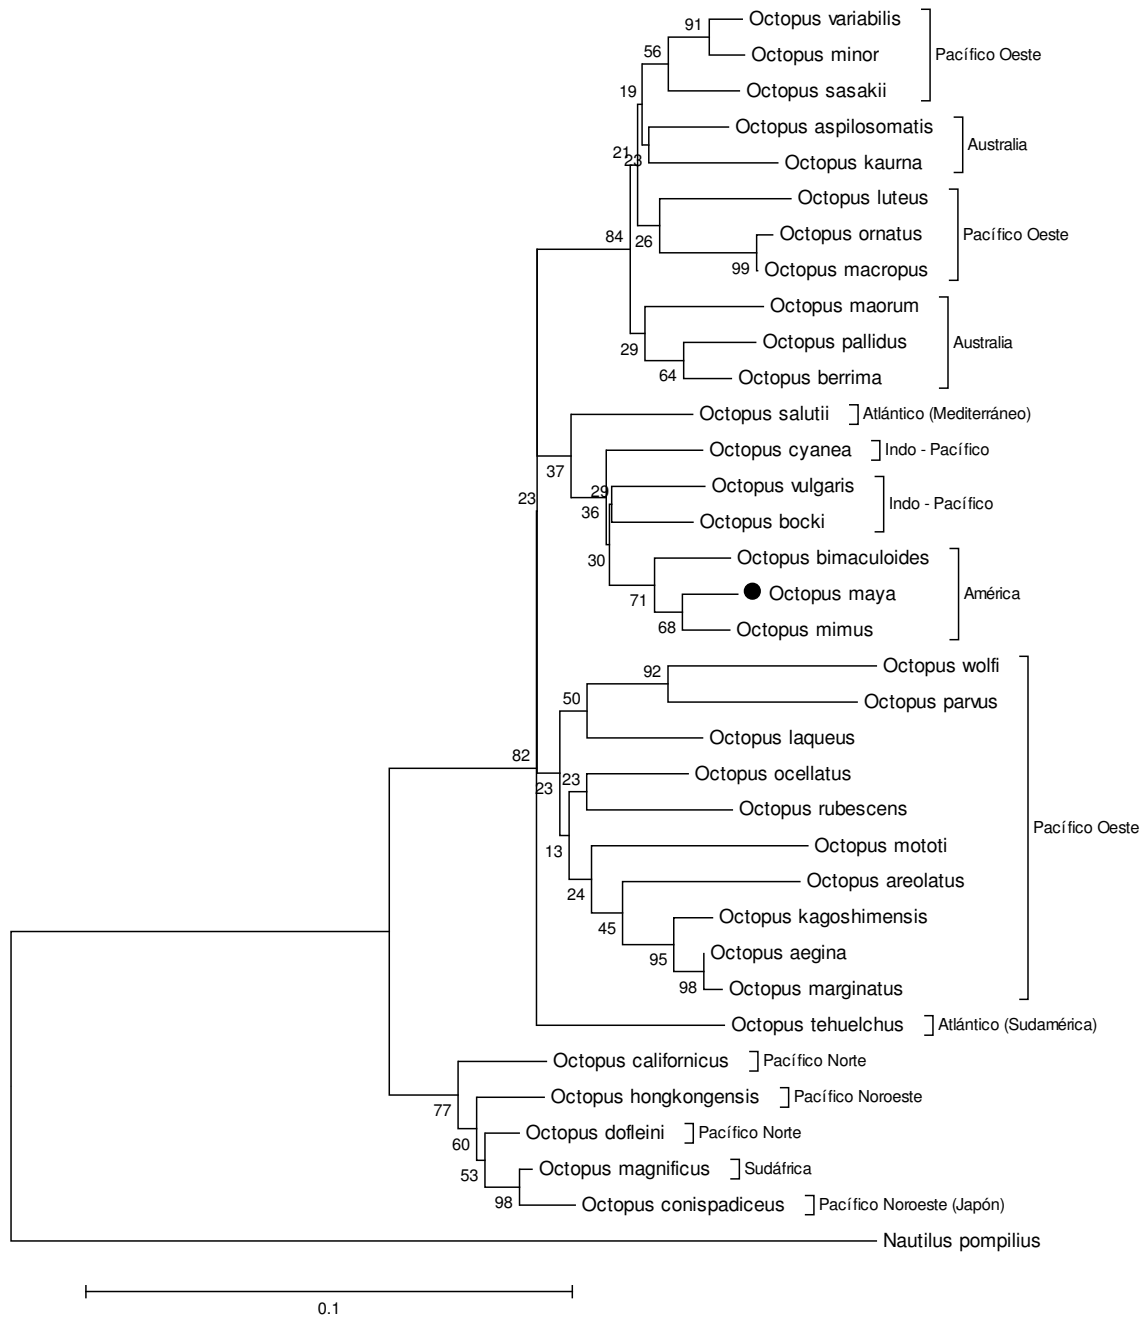 91
Octopus variabilis
56
Octopus minor
Pacífico Oeste
19
Octopus sasakii
Octopus aspilosomatis
21
23
Australia
Octopus kaurna
Octopus luteus
84
26
Octopus ornatus
Pacífico Oeste
99
Octopus macropus
Octopus maorum
29
Octopus pallidus
Australia
64
Octopus berrima
Octopus salutii
Atlántico (Mediterráneo)
37
Octopus cyanea
Indo - Pacífico
23
29
Octopus vulgaris
36
Indo - Pacífico
Octopus bocki
30
Octopus bimaculoides
71
Octopus maya
América
68
Octopus mimus
92
Octopus wolfi
50
Octopus parvus
Octopus laqueus
82
23
23
Octopus ocellatus
Octopus rubescens
Pacífico Oeste
13
Octopus mototi
24
Octopus areolatus
45
Octopus kagoshimensis
95
Octopus aegina
98
Octopus marginatus
Octopus tehuelchus
Atlántico (Sudamérica)
Octopus californicus
Pacífico Norte
77
Octopus hongkongensis
Pacífico Noroeste
60
Octopus dofleini
Pacífico Norte
53
Octopus magnificus
Sudáfrica
98
Octopus conispadiceus
Pacífico Noroeste (Japón)
Nautilus pompilius
0.1